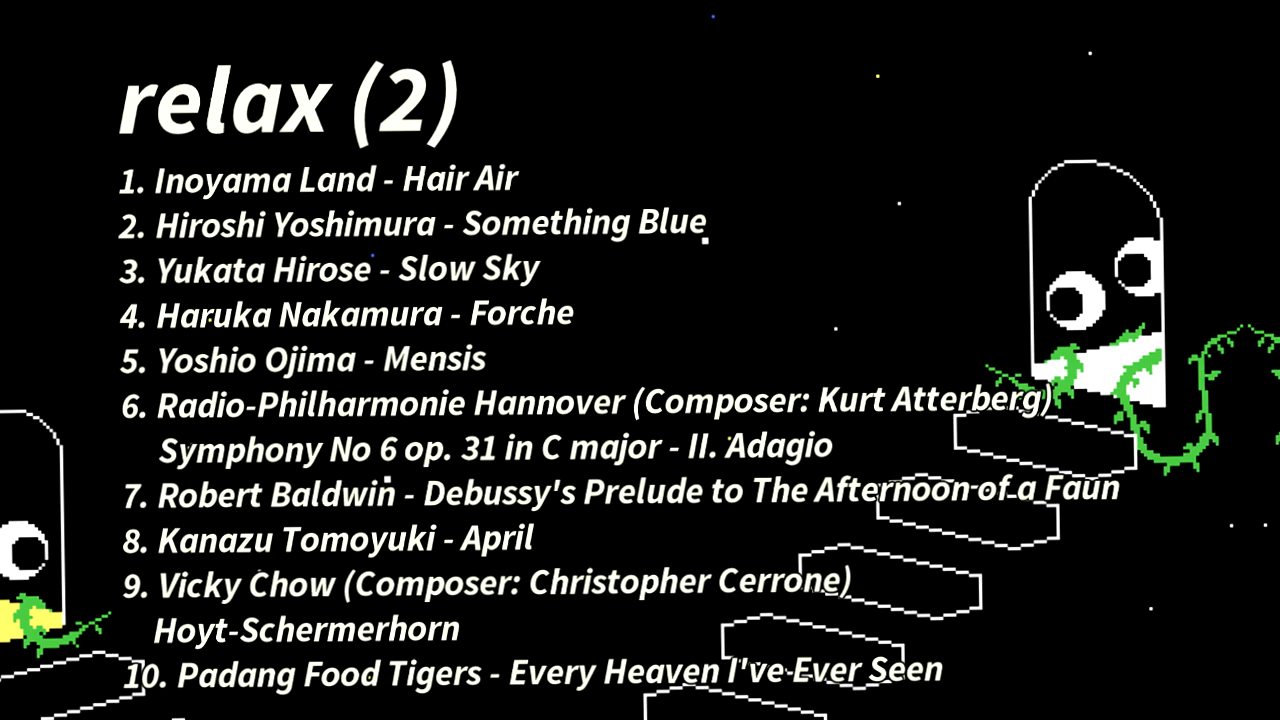 relax (2)
1. Inoyama Land - Hair Air
2. Hiroshi Yoshimura - Something Blue
3. Yukata Hirose - Slow Sky
4. Haruka Nakamura - Forche
5. Yoshio Ojima - Mensis
6. Radio-Philharmonie Hannover (Composer: Kurt Atterberg)
Symphony No 6 op. 31 in C major - II. Adagio
7. Robert Baldwin - Debussy's Prelude to The Afternoon of a Faun
8. Kanazu Tomoyuki - April
9. Vicky Chow (Composer: Christopher Cerrone)
Hoyt-Schermerhorn
10. Padang Food Tigers - Every Heaven I've Ever Seen